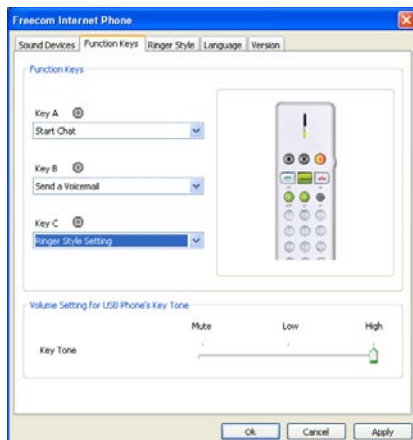 Freecom Internet Phone
Sound Devices Function Keys Ringer Style Language Version
Function Keys
Key A
Start Chat
Key B
Send a Voicemail
Key C
Ringer Style Setting
Volume Setting for USB Phone's Key Tone
Mute Low High
Key Tone
Ok Cancel Apply